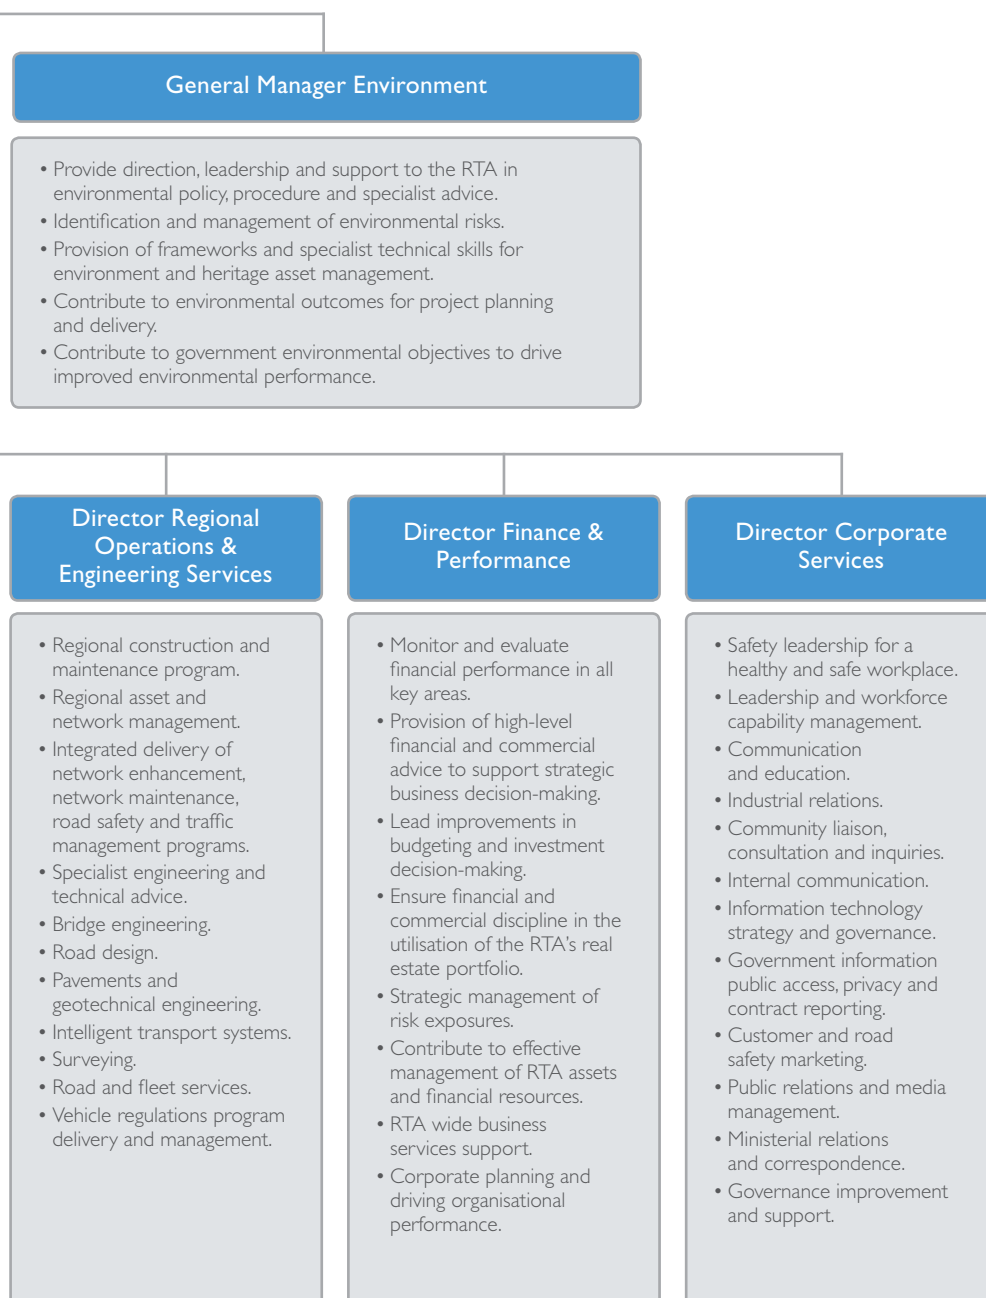 General Manager Environment
• Provide direction, leadership and support to the RTA in
environmental policy, procedure and specialist advice.
• Identification and management of environmental risks.
• Provision of frameworks and specialist technical skills for
environment and heritage asset management.
• Contribute to environmental outcomes for project planning
and delivery.
• Contribute to government environmental objectives to drive
improved environmental performance.
Director Regional
Operations &
Engineering Services
• Regional construction and
maintenance program.
• Regional asset and
network management.
• Integrated delivery of
network enhancement,
network maintenance,
road safety and traffic
management programs.
• Specialist engineering and
technical advice.
• Bridge engineering.
• Road design.
• Pavements and
geotechnical engineering.
• Intelligent transport systems.
• Surveying.
• Road and fleet services.
• Vehicle regulations program
delivery and management.
Director Finance &
Performance
• Monitor and evaluate
financial performance in all
key areas.
• Provision of high-level
financial and commercial
advice to support strategic
business decision-making.
• Lead improvements in
budgeting and investment
decision-making.
• Ensure financial and
commercial discipline in the
utilisation of the RTA's real
estate portfolio.
• Strategic management of
risk exposures.
• Contribute to effective
management of RTA assets
and financial resources.
• RTA wide business
services support.
• Corporate planning and
driving organisational
performance.
Director Corporate
Services
• Safety leadership for a
healthy and safe workplace.
• Leadership and workforce
capability management.
• Communication
and education.
• Industrial relations.
• Community liaison,
consultation and inquiries.
• Internal communication.
• Information technology
strategy and governance.
• Government information
public access, privacy and
contract reporting.
• Customer and road
safety marketing.
• Public relations and media
management.
• Ministerial relations
and correspondence.
• Governance improvement
and support.